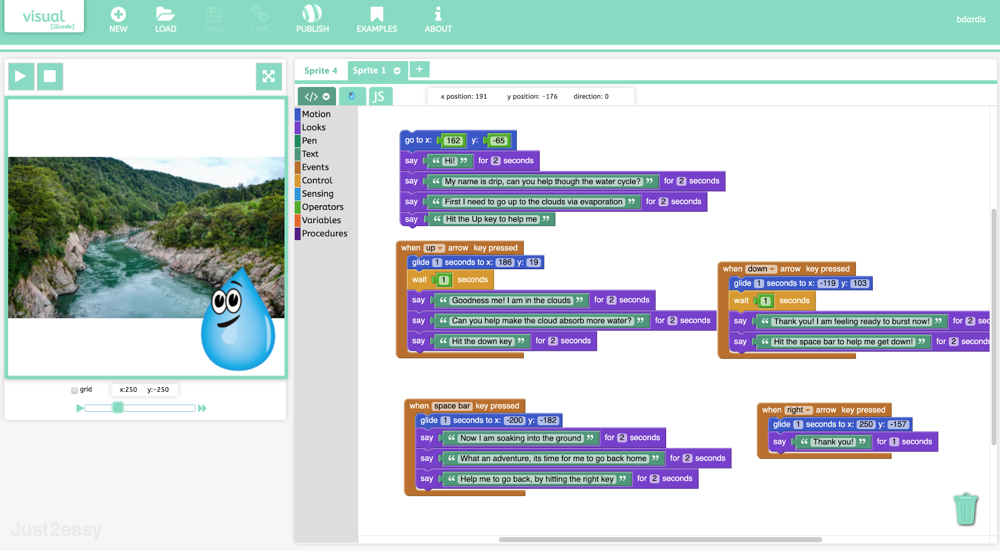 visual
[j2code]
NEW
LOAD
SAVE
LINK
PUBLISH
EXAMPLES
ABOUT
bdardis
Sprite 4
Sprite 1
+
</>
JS
x position: 191 y position: -176 direction: 0
Motion
Looks
Pen
Text
Events
Control
Sensing
Operators
Variables
Procedures
go to x: 162 y: -65
say “ Hi! ” for 2 seconds
say “ My name is drip, can you help though the water cycle? ” for 2 seconds
say “ First I need to go up to the clouds via evaporation ” for 2 seconds
say “ Hit the Up key to help me ”
when up arrow key pressed
glide 1 seconds to x: 186 y: 19
wait 1 seconds
say “ Goodness me! I am in the clouds ” for 2 seconds
say “ Can you help make the cloud absorb more water? ” for 2 seconds
say “ Hit the down key ” for 2 seconds
when down arrow key pressed
glide 1 seconds to x: -119 y: 103
wait 1 seconds
say “ Thank you! I am feeling ready to burst now! ” for 2 sec
say “ Hit the space bar to help me get down! ” for 2 seconds
when space bar key pressed
glide 1 seconds to x: -200 y: -182
say “ Now I am soaking into the ground ” for 2 seconds
say “ What an adventure, its time for me to go back home ” for 2 seconds
say “ Help me to go back, by hitting the right key ” for 2 seconds
when right arrow key pressed
glide 1 seconds to x: 250 y: -157
say “ Thank you! ” for 1 seconds
grid
x:250 y:-250
Just2easy